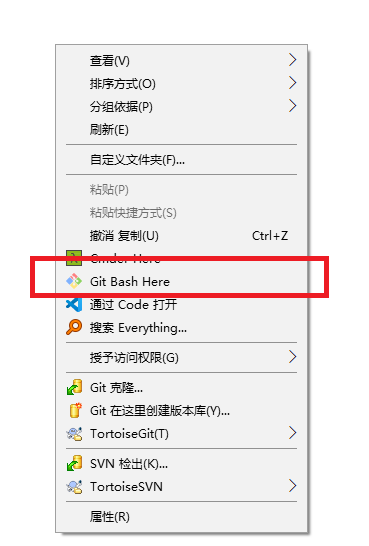 查看(V)
排序方式(O)
分组依据(P)
刷新(E)
自定义文件夹(F)...
粘贴(P)
粘贴快捷方式(S)
撤消 复制(U) Ctrl+Z
Cmder Here
Git Bash Here
通过 Code 打开
搜索 Everything...
授予访问权限(G)
Git 克隆...
Git 在这里创建版本库(Y)...
TortoiseGit(T)
SVN 检出(K)...
TortoiseSVN
属性(R)